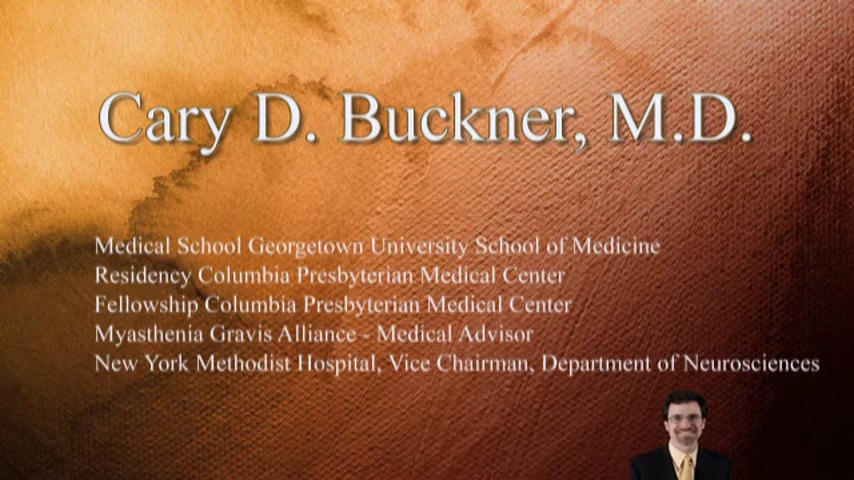 Cary D. Buckner, M.D.
Medical School Georgetown University School of Medicine
Residency Columbia Presbyterian Medical Center
Fellowship Columbia Presbyterian Medical Center
Myasthenia Gravis Alliance - Medical Advisor
New York Methodist Hospital, Vice Chairman, Department of Neurosciences